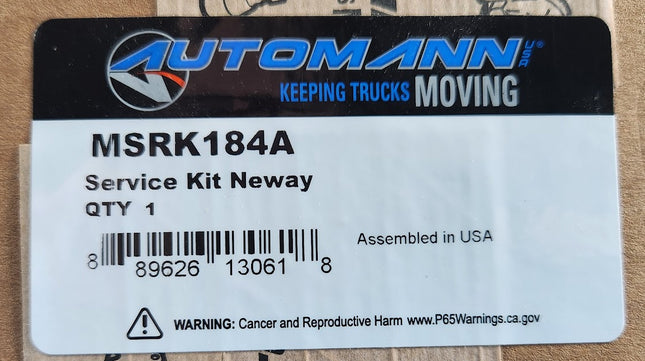 AUTOMANN USA®
KEEPING TRUCKS MOVING
MSRK184A
Service Kit Neway
QTY 1
8 89626 13061 8
Assembled in USA
WARNING: Cancer and Reproductive Harm www.P65Warnings.ca.gov